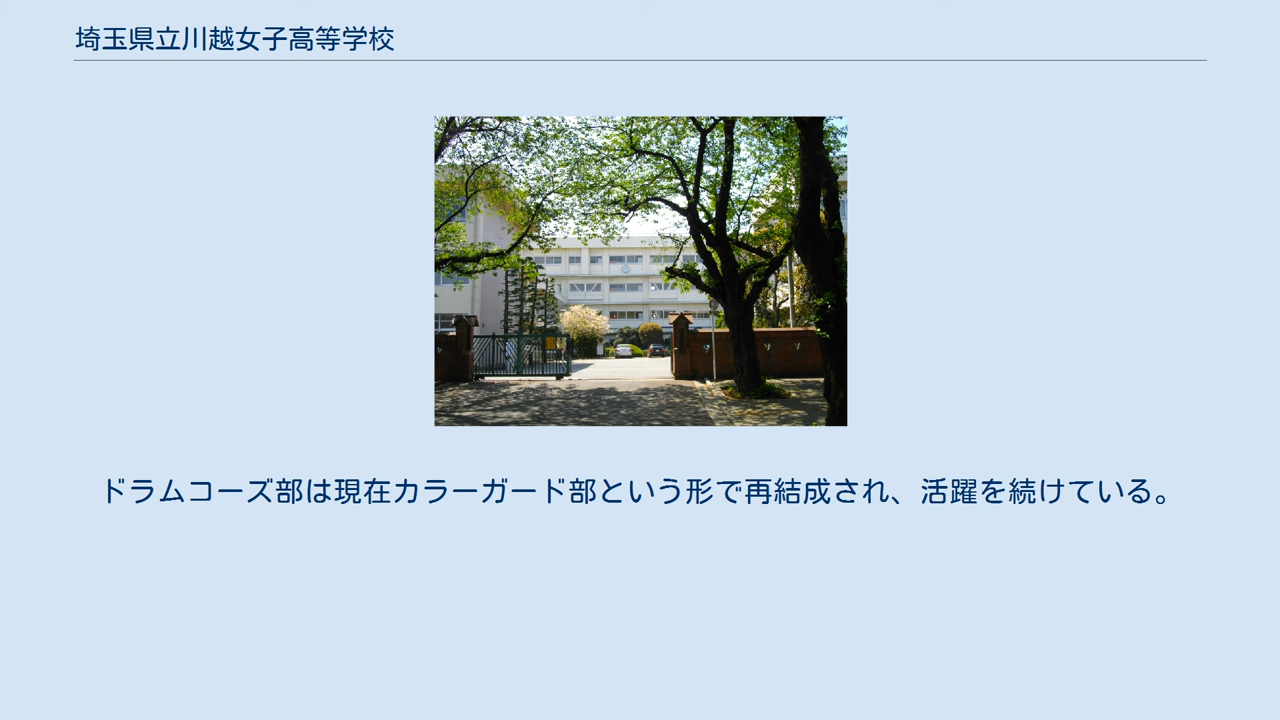 埼玉県立川越女子高等学校
ドラムコーズ部は現在カラーガード部という形で再結成され、活躍を続けている。